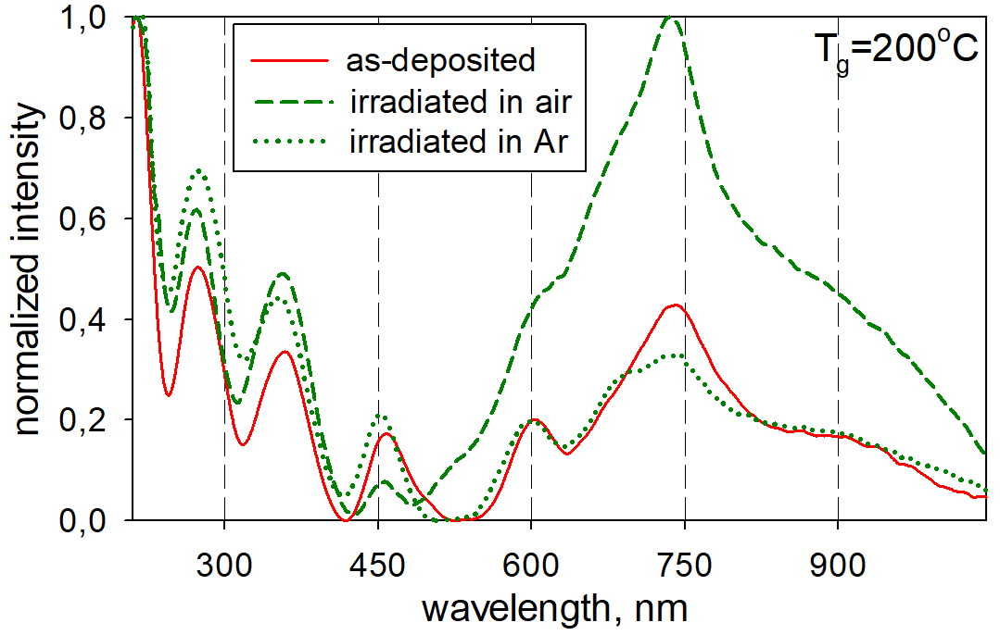 1,0
0,8
0,6
0,4
0,2
0,0
normalized intensity
as-deposited
irradiated in air
irradiated in Ar
Tg=200°C
300 450 600 750 900
wavelength, nm